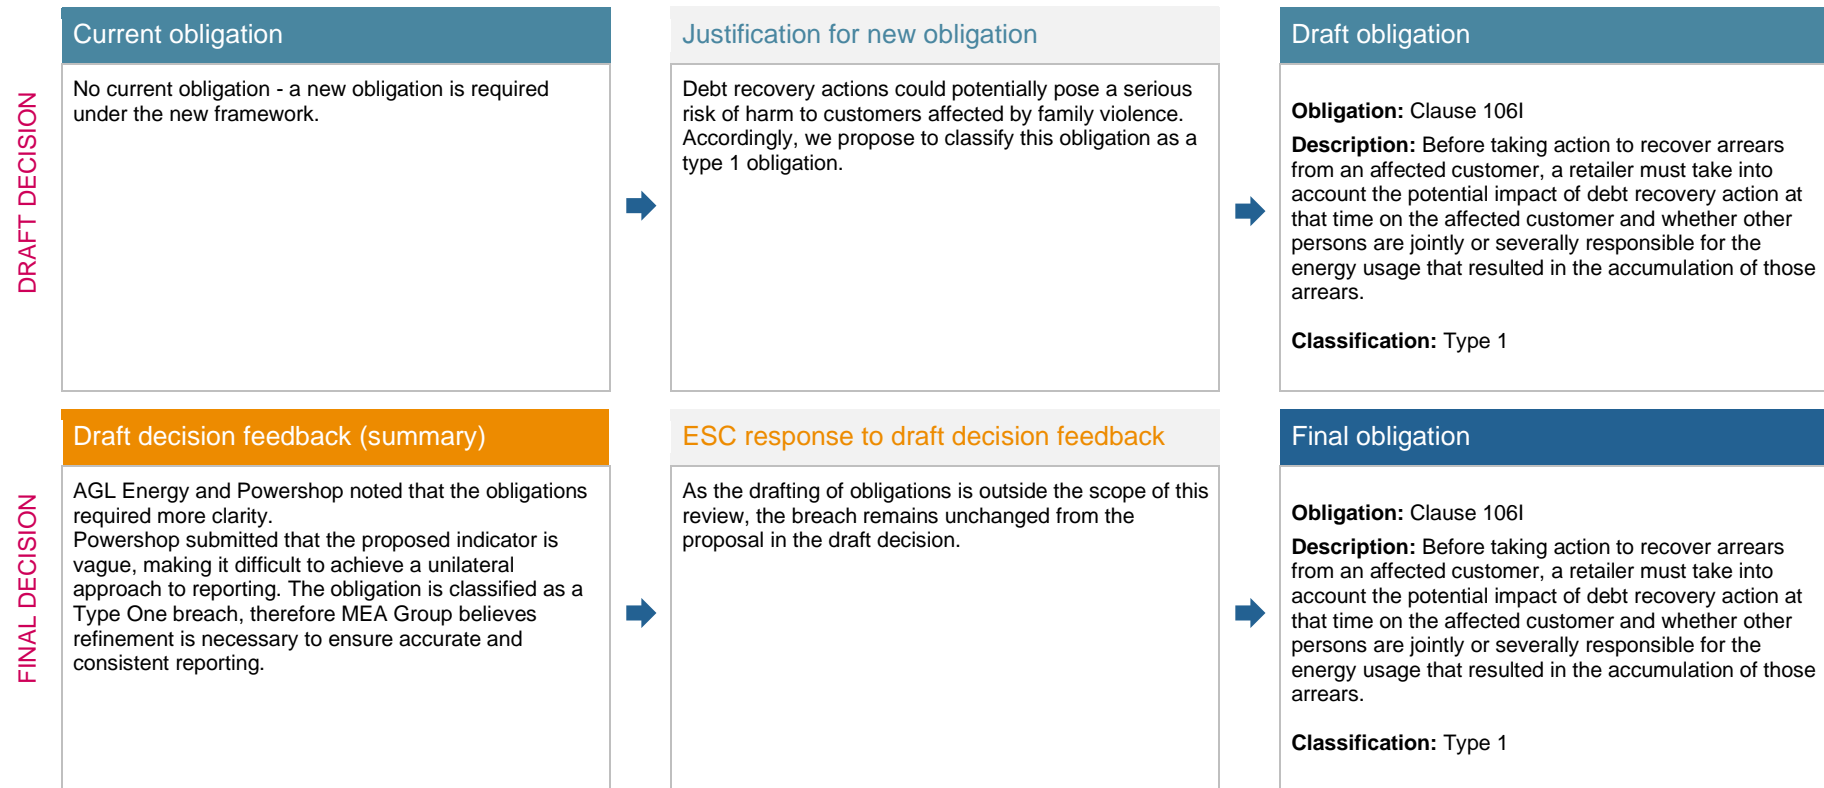 DRAFT DECISION
Current obligation
No current obligation - a new obligation is required
under the new framework.
Justification for new obligation
Debt recovery actions could potentially pose a serious
risk of harm to customers affected by family violence.
Accordingly, we propose to classify this obligation as a
type 1 obligation.
Draft obligation
Obligation: Clause 106I
Description: Before taking action to recover arrears
from an affected customer, a retailer must take into
account the potential impact of debt recovery action at
that time on the affected customer and whether other
persons are jointly or severally responsible for the
energy usage that resulted in the accumulation of those
arrears.
Classification: Type 1
FINAL DECISION
Draft decision feedback (summary)
AGL Energy and Powershop noted that the obligations
required more clarity.
Powershop submitted that the proposed indicator is
vague, making it difficult to achieve a unilateral
approach to reporting. The obligation is classified as a
Type One breach, therefore MEA Group believes
refinement is necessary to ensure accurate and
consistent reporting.
ESC response to draft decision feedback
As the drafting of obligations is outside the scope of this
review, the breach remains unchanged from the
proposal in the draft decision.
Final obligation
Obligation: Clause 106I
Description: Before taking action to recover arrears
from an affected customer, a retailer must take into
account the potential impact of debt recovery action at
that time on the affected customer and whether other
persons are jointly or severally responsible for the
energy usage that resulted in the accumulation of those
arrears.
Classification: Type 1